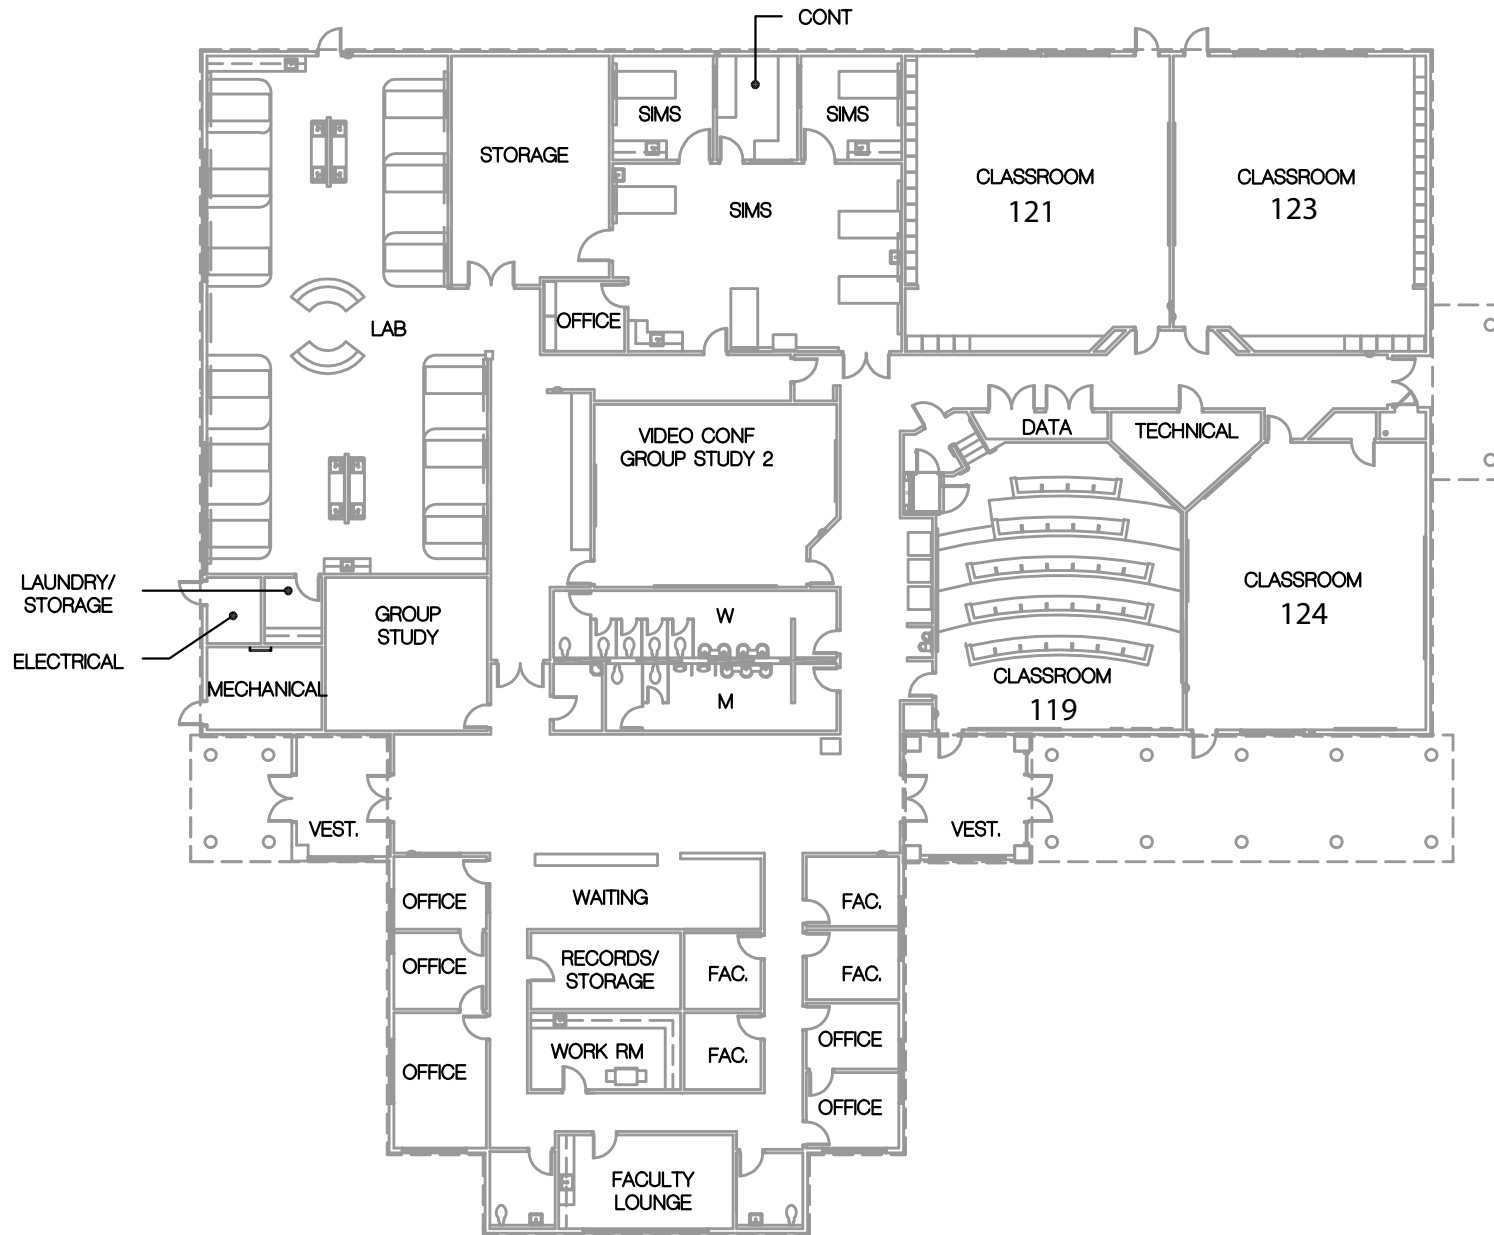 CONT
SIMS
SIMS
STORAGE
SIMS
CLASSROOM
121
CLASSROOM
123
OFFICE
LAB
VIDEO CONF
GROUP STUDY 2
DATA
TECHNICAL
LAUNDRY/
STORAGE
ELECTRICAL
GROUP
STUDY
MECHANICAL
W
M
CLASSROOM
119
CLASSROOM
124
VEST.
VEST.
OFFICE
WAITING
FAC.
OFFICE
RECORDS/
STORAGE
FAC.
FAC.
OFFICE
WORK RM
FAC.
OFFICE
OFFICE
FACULTY
LOUNGE